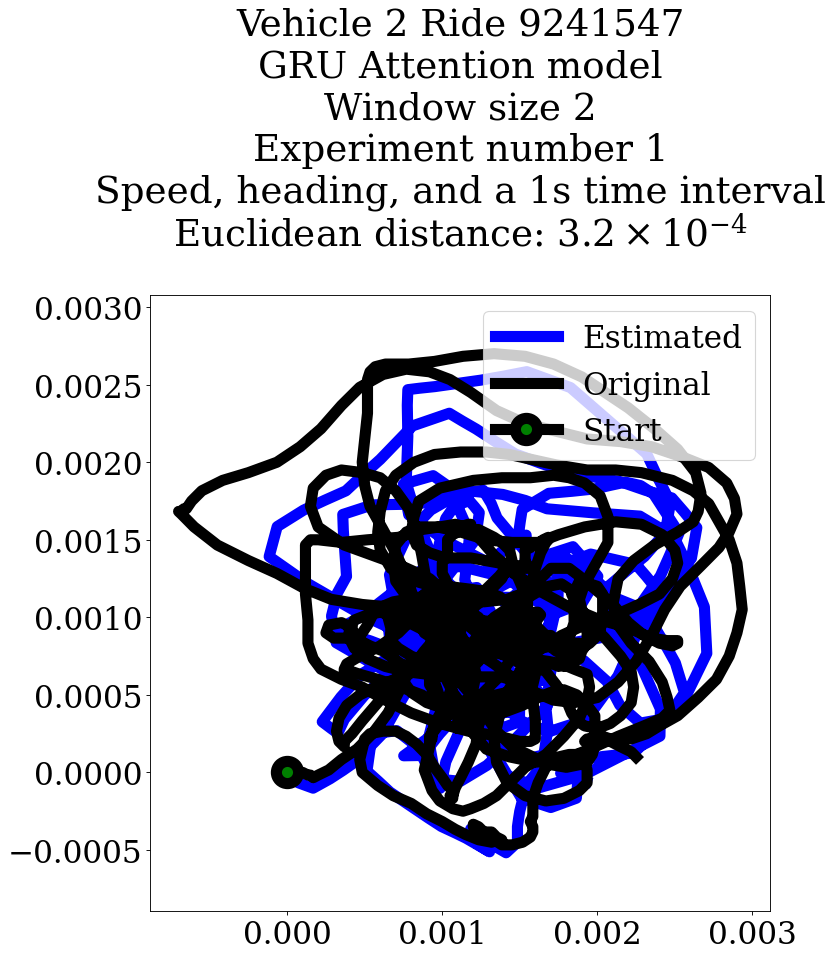 Vehicle 2 Ride 9241547
GRU Attention model
Window size 2
Experiment number 1
Speed, heading, and a 1s time interval
Euclidean distance: 3.2 × 10⁻⁴
Estimated
Original
Start
0.0030
0.0025
0.0020
0.0015
0.0010
0.0005
0.0000
−0.0005
0.000 0.001 0.002 0.003